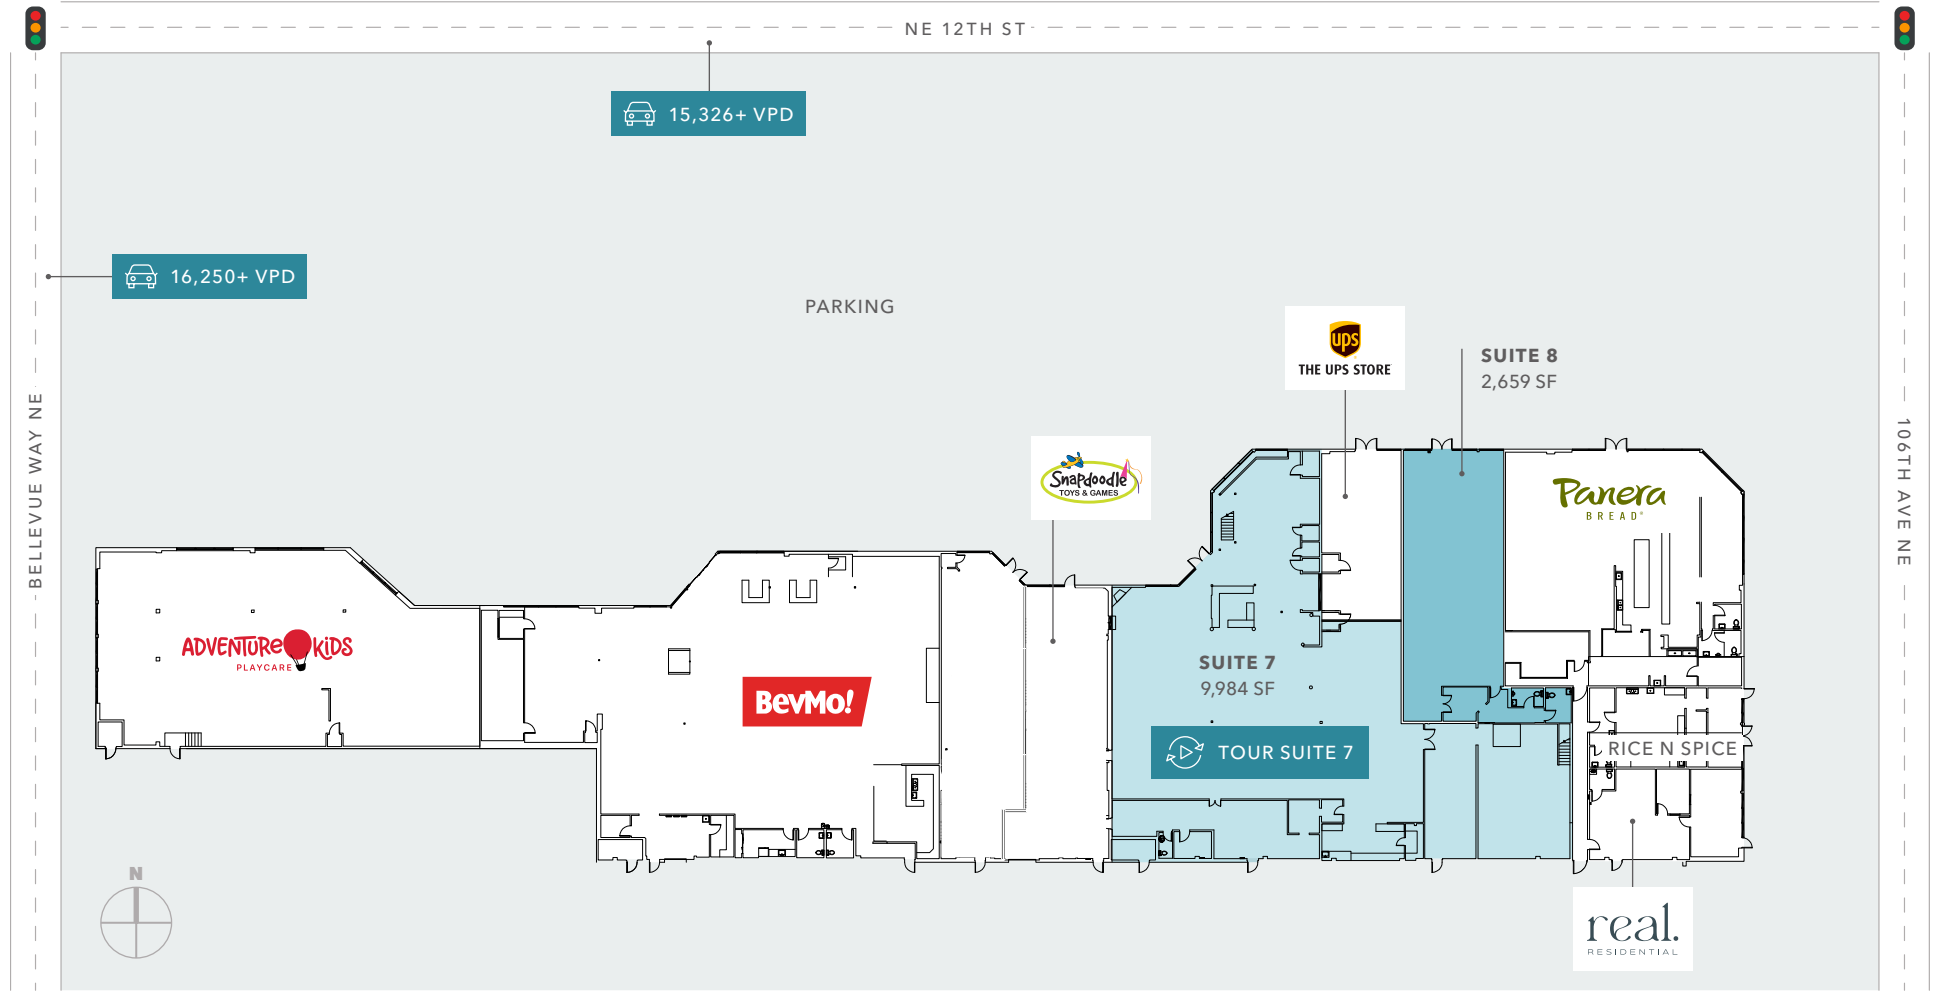 NE 12TH ST
15,326+ VPD
16,250+ VPD
PARKING
BELLEVUE WAY NE
106TH AVE NE
ups
THE UPS STORE
SUITE 8
2,659 SF
Snapdoodle
TOYS & GAMES
Panera
BREAD®
ADVENTURE KiDS
PLAYCARE
BevMo!
SUITE 7
9,984 SF
TOUR SUITE 7
RICE N SPICE
N
real.
RESIDENTIAL